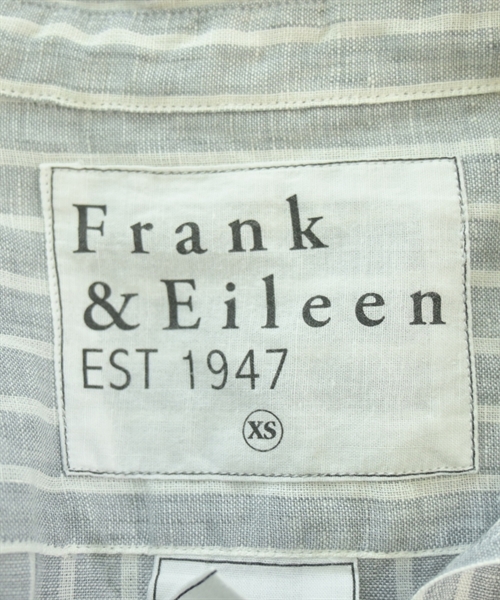 Frank
& Eileen
EST 1947
XS